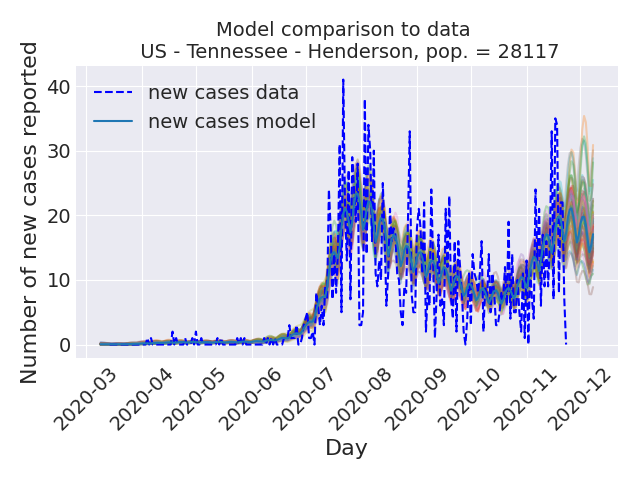 Model comparison to data
US - Tennessee - Henderson, pop. = 28117
Number of new cases reported
40
30
20
10
0
new cases data
new cases model
2020-03
2020-04
2020-05
2020-06
2020-07
2020-08
2020-09
2020-10
2020-11
2020-12
Day